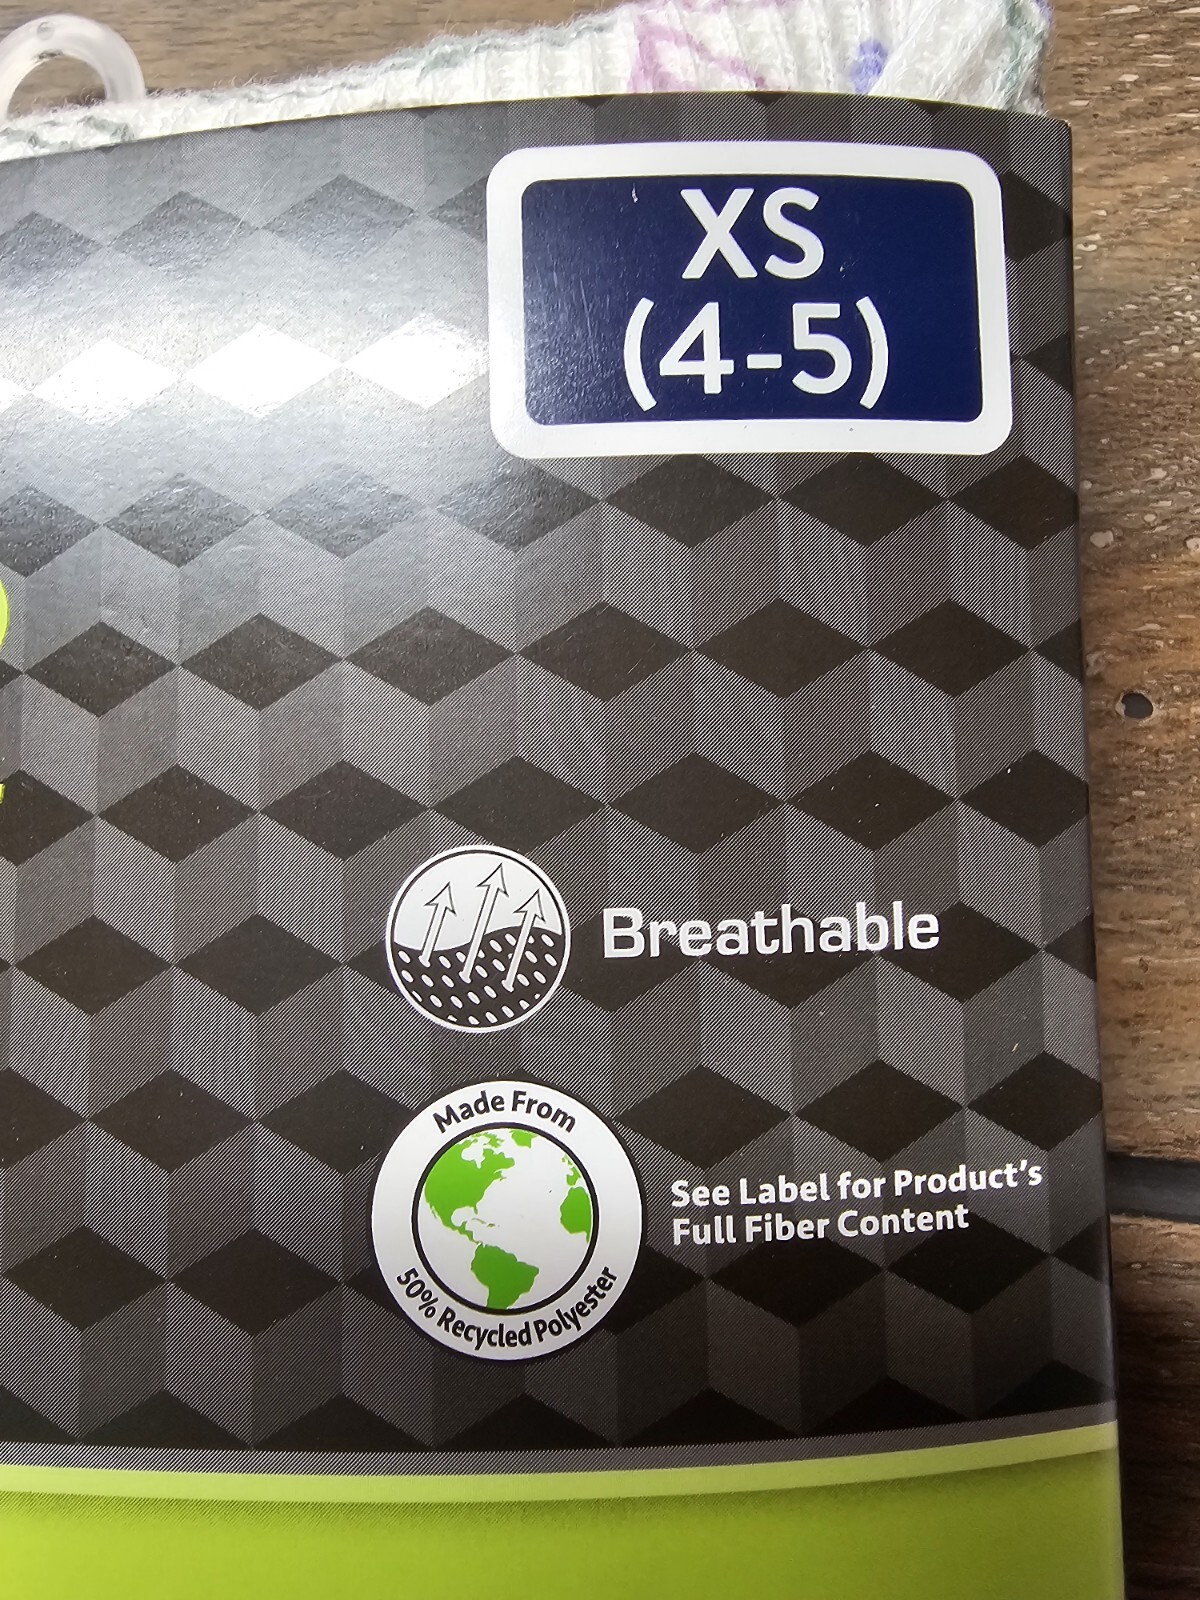 XS
(4-5)
Breathable
Made From
50% Recycled Polyester
See Label for Product's
Full Fiber Content